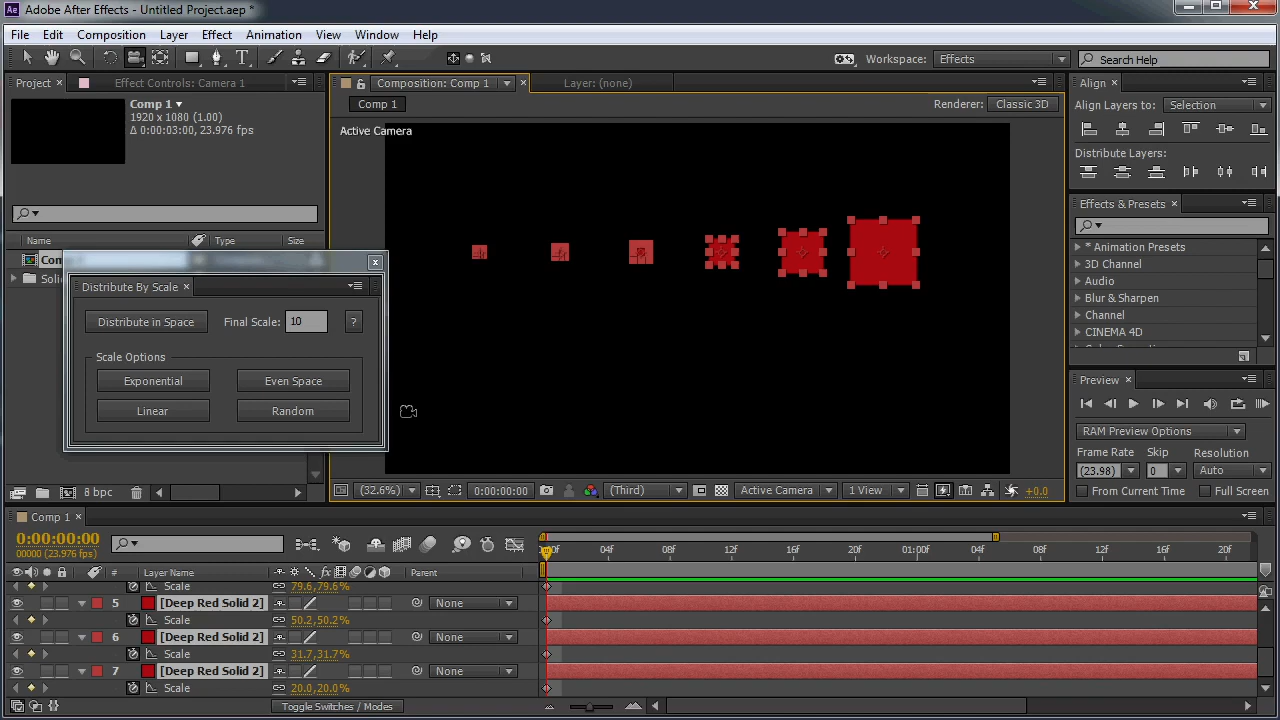 Adobe After Effects - Untitled Project.aep *
File Edit Composition Layer Effect Animation View Window Help
Workspace: Effects
Search Help
Project
Effect Controls: Camera 1
Comp 1
1920 x 1080 (1.00)
Δ 0:00:03:00, 23.976 fps
Name Type Size
Distribute By Scale
Distribute in Space Final Scale: 10 ?
Scale Options
Exponential Even Space
Linear Random
8 bpc
Composition: Comp 1
Layer: (none)
Comp 1
Renderer: Classic 3D
Active Camera
(32.6%) 0:00:00:00 (Third) Active Camera 1 View +0.0
Align
Align Layers to: Selection
Distribute Layers:
Effects & Presets
* Animation Presets
3D Channel
Audio
Blur & Sharpen
Channel
CINEMA 4D
Preview
RAM Preview Options
Frame Rate Skip Resolution
(23.98) 0 Auto
From Current Time Full Screen
Comp 1
0:00:00:00
00000 (23.976 fps)
04f 08f 12f 16f 20f 01:00f 04f 08f 12f 16f 20f
# Layer Name Parent
Scale 79.6,79.6%
5 [Deep Red Solid 2] None
Scale 50.2,50.2%
6 [Deep Red Solid 2] None
Scale 31.7,31.7%
7 [Deep Red Solid 2] None
Scale 20.0,20.0%
Toggle Switches / Modes